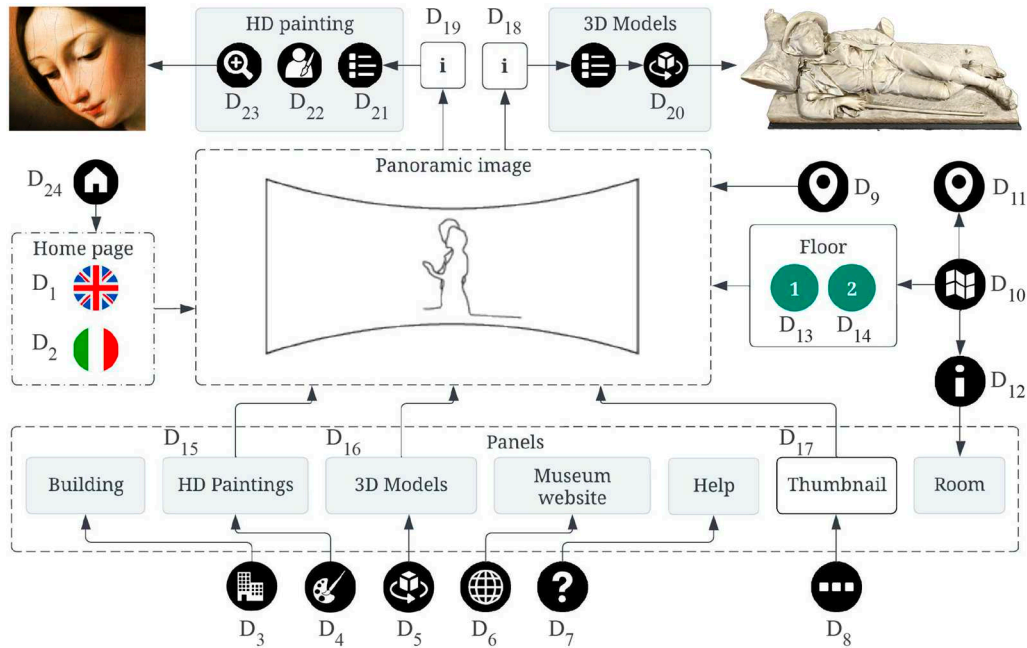 HD painting
D19
D18
3D Models
i
i
D23
D22
D21
D20
Panoramic image
D24
D9
D11
Home page
D1
D2
Floor
1
2
D13
D14
D10
i
D12
D15
D16
Panels
D17
Building
HD Paintings
3D Models
Museum
website
Help
Thumbnail
Room
?
D3
D4
D5
D6
D7
D8